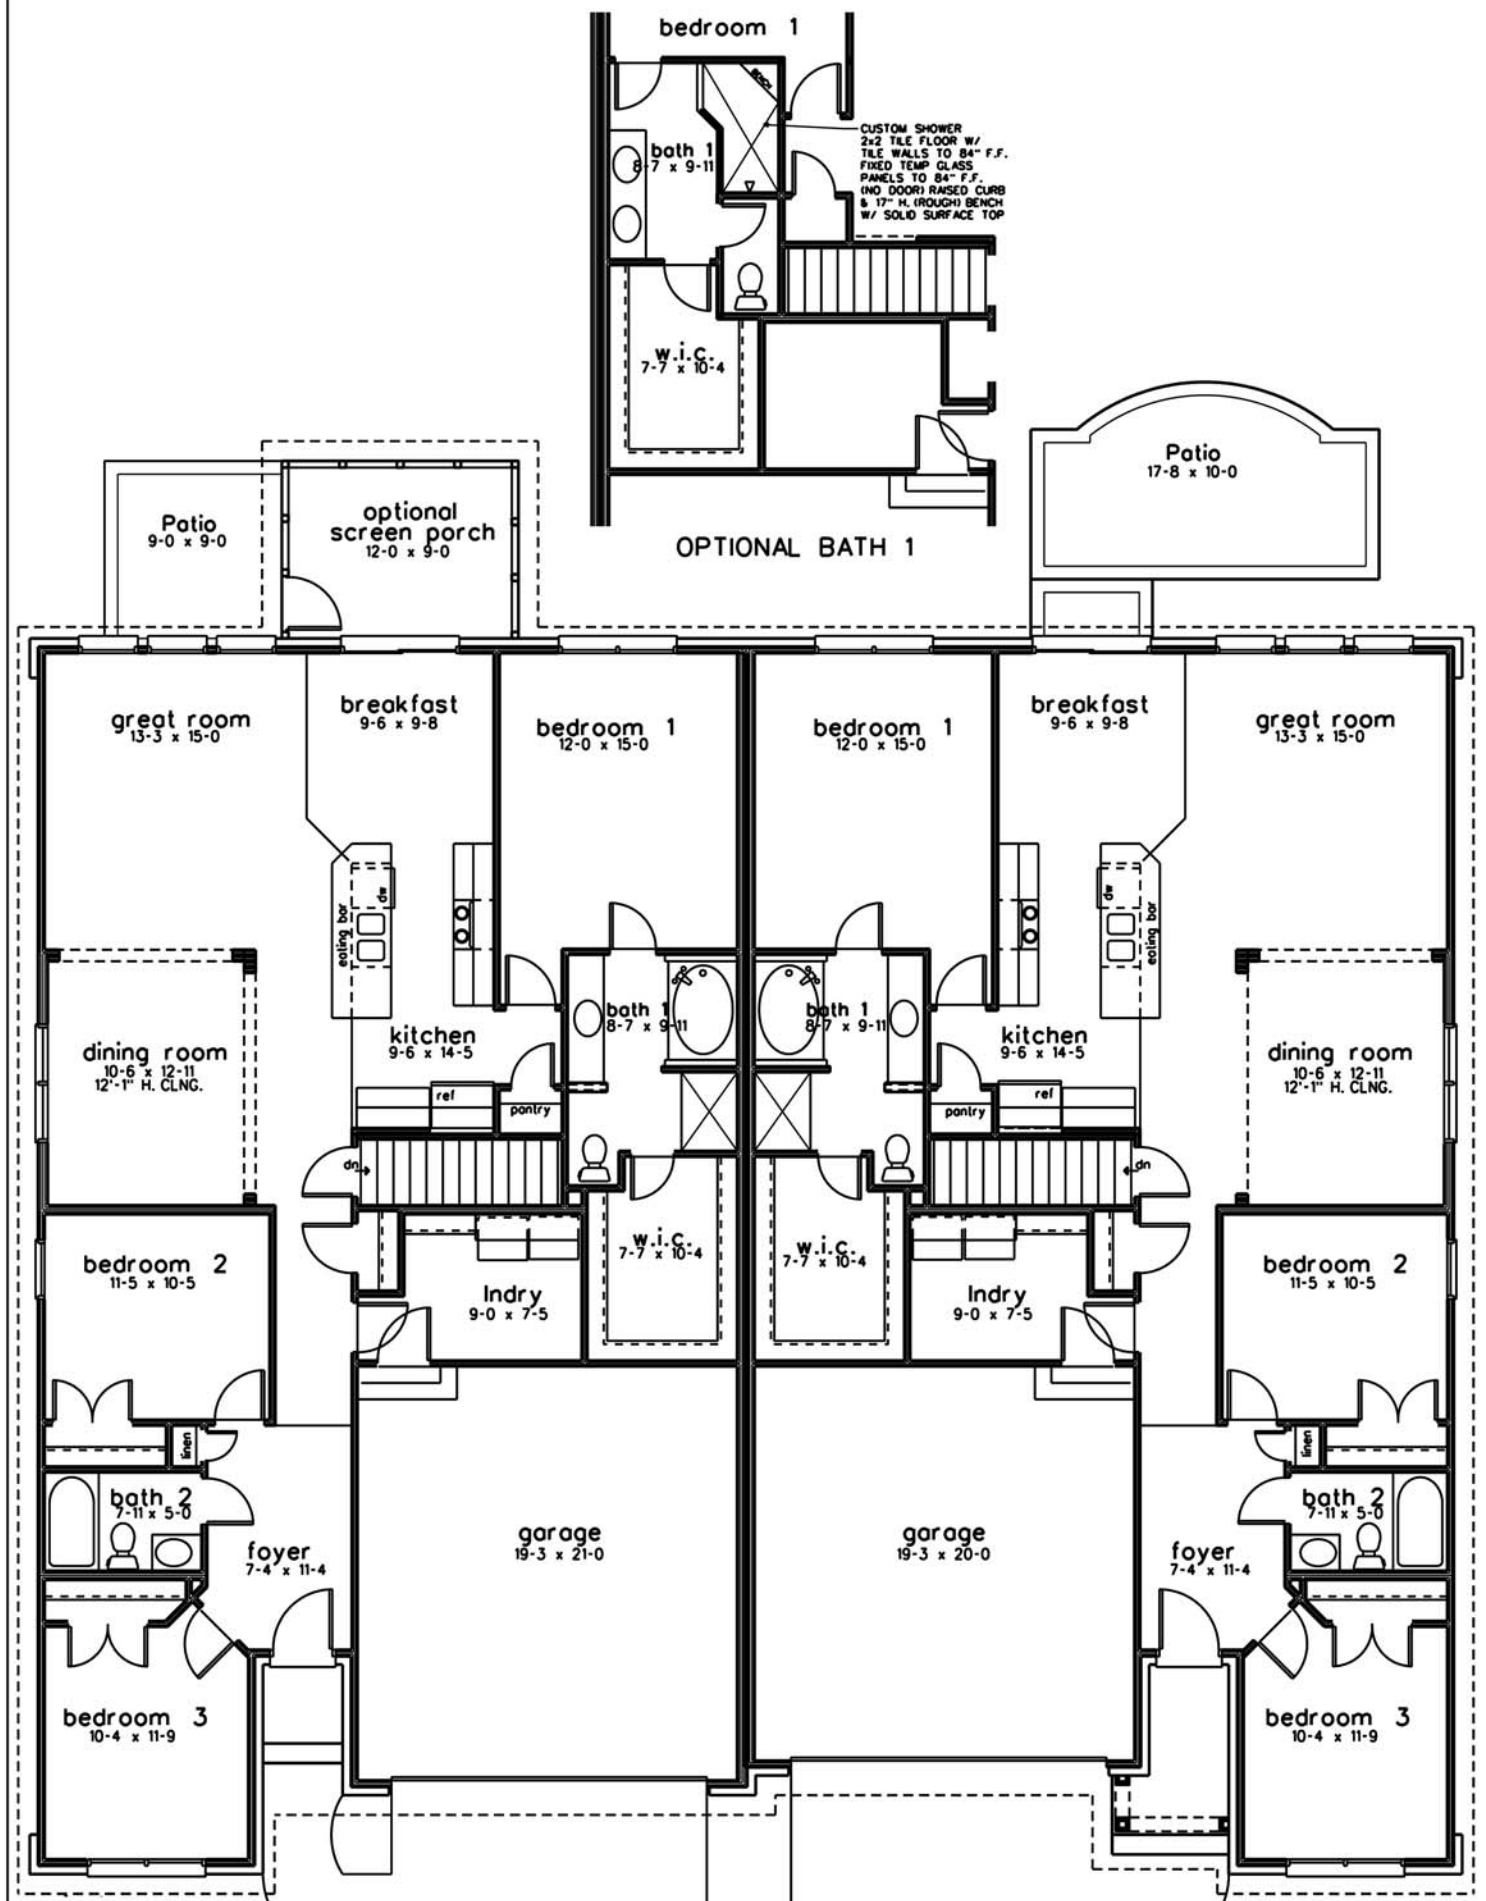 bedroom 1
BENCH
CUSTOM SHOWER
2x2 TILE FLOOR W/
TILE WALLS TO 84" F.F.
FIXED TEMP GLASS
PANELS TO 84" F.F.
(NO DOOR) RAISED CURB
& 17" H. (ROUGH) BENCH
W/ SOLID SURFACE TOP
bath 1
8-7 x 9-11
w.i.c.
7-7 x 10-4
OPTIONAL BATH 1
Patio
17-8 x 10-0
Patio
9-0 x 9-0
optional
screen porch
12-0 x 9-0
great room
13-3 x 15-0
breakfast
9-6 x 9-8
bedroom 1
12-0 x 15-0
bedroom 1
12-0 x 15-0
breakfast
9-6 x 9-8
great room
13-3 x 15-0
dw
eating bar
dw
eating bar
bath 1
8-7 x 9-11
bath 1
8-7 x 9-11
kitchen
9-6 x 14-5
kitchen
9-6 x 14-5
dining room
10-6 x 12-11
12'-1" H. CLNG.
dining room
10-6 x 12-11
12'-1" H. CLNG.
ref
pantry
pantry
ref
dn
dn
w.i.c.
7-7 x 10-4
w.i.c.
7-7 x 10-4
bedroom 2
11-5 x 10-5
lndry
9-0 x 7-5
lndry
9-0 x 7-5
bedroom 2
11-5 x 10-5
linen
linen
bath 2
7-11 x 5-0
bath 2
7-11 x 5-0
foyer
7-4 x 11-4
garage
19-3 x 21-0
garage
19-3 x 20-0
foyer
7-4 x 11-4
bedroom 3
10-4 x 11-9
bedroom 3
10-4 x 11-9